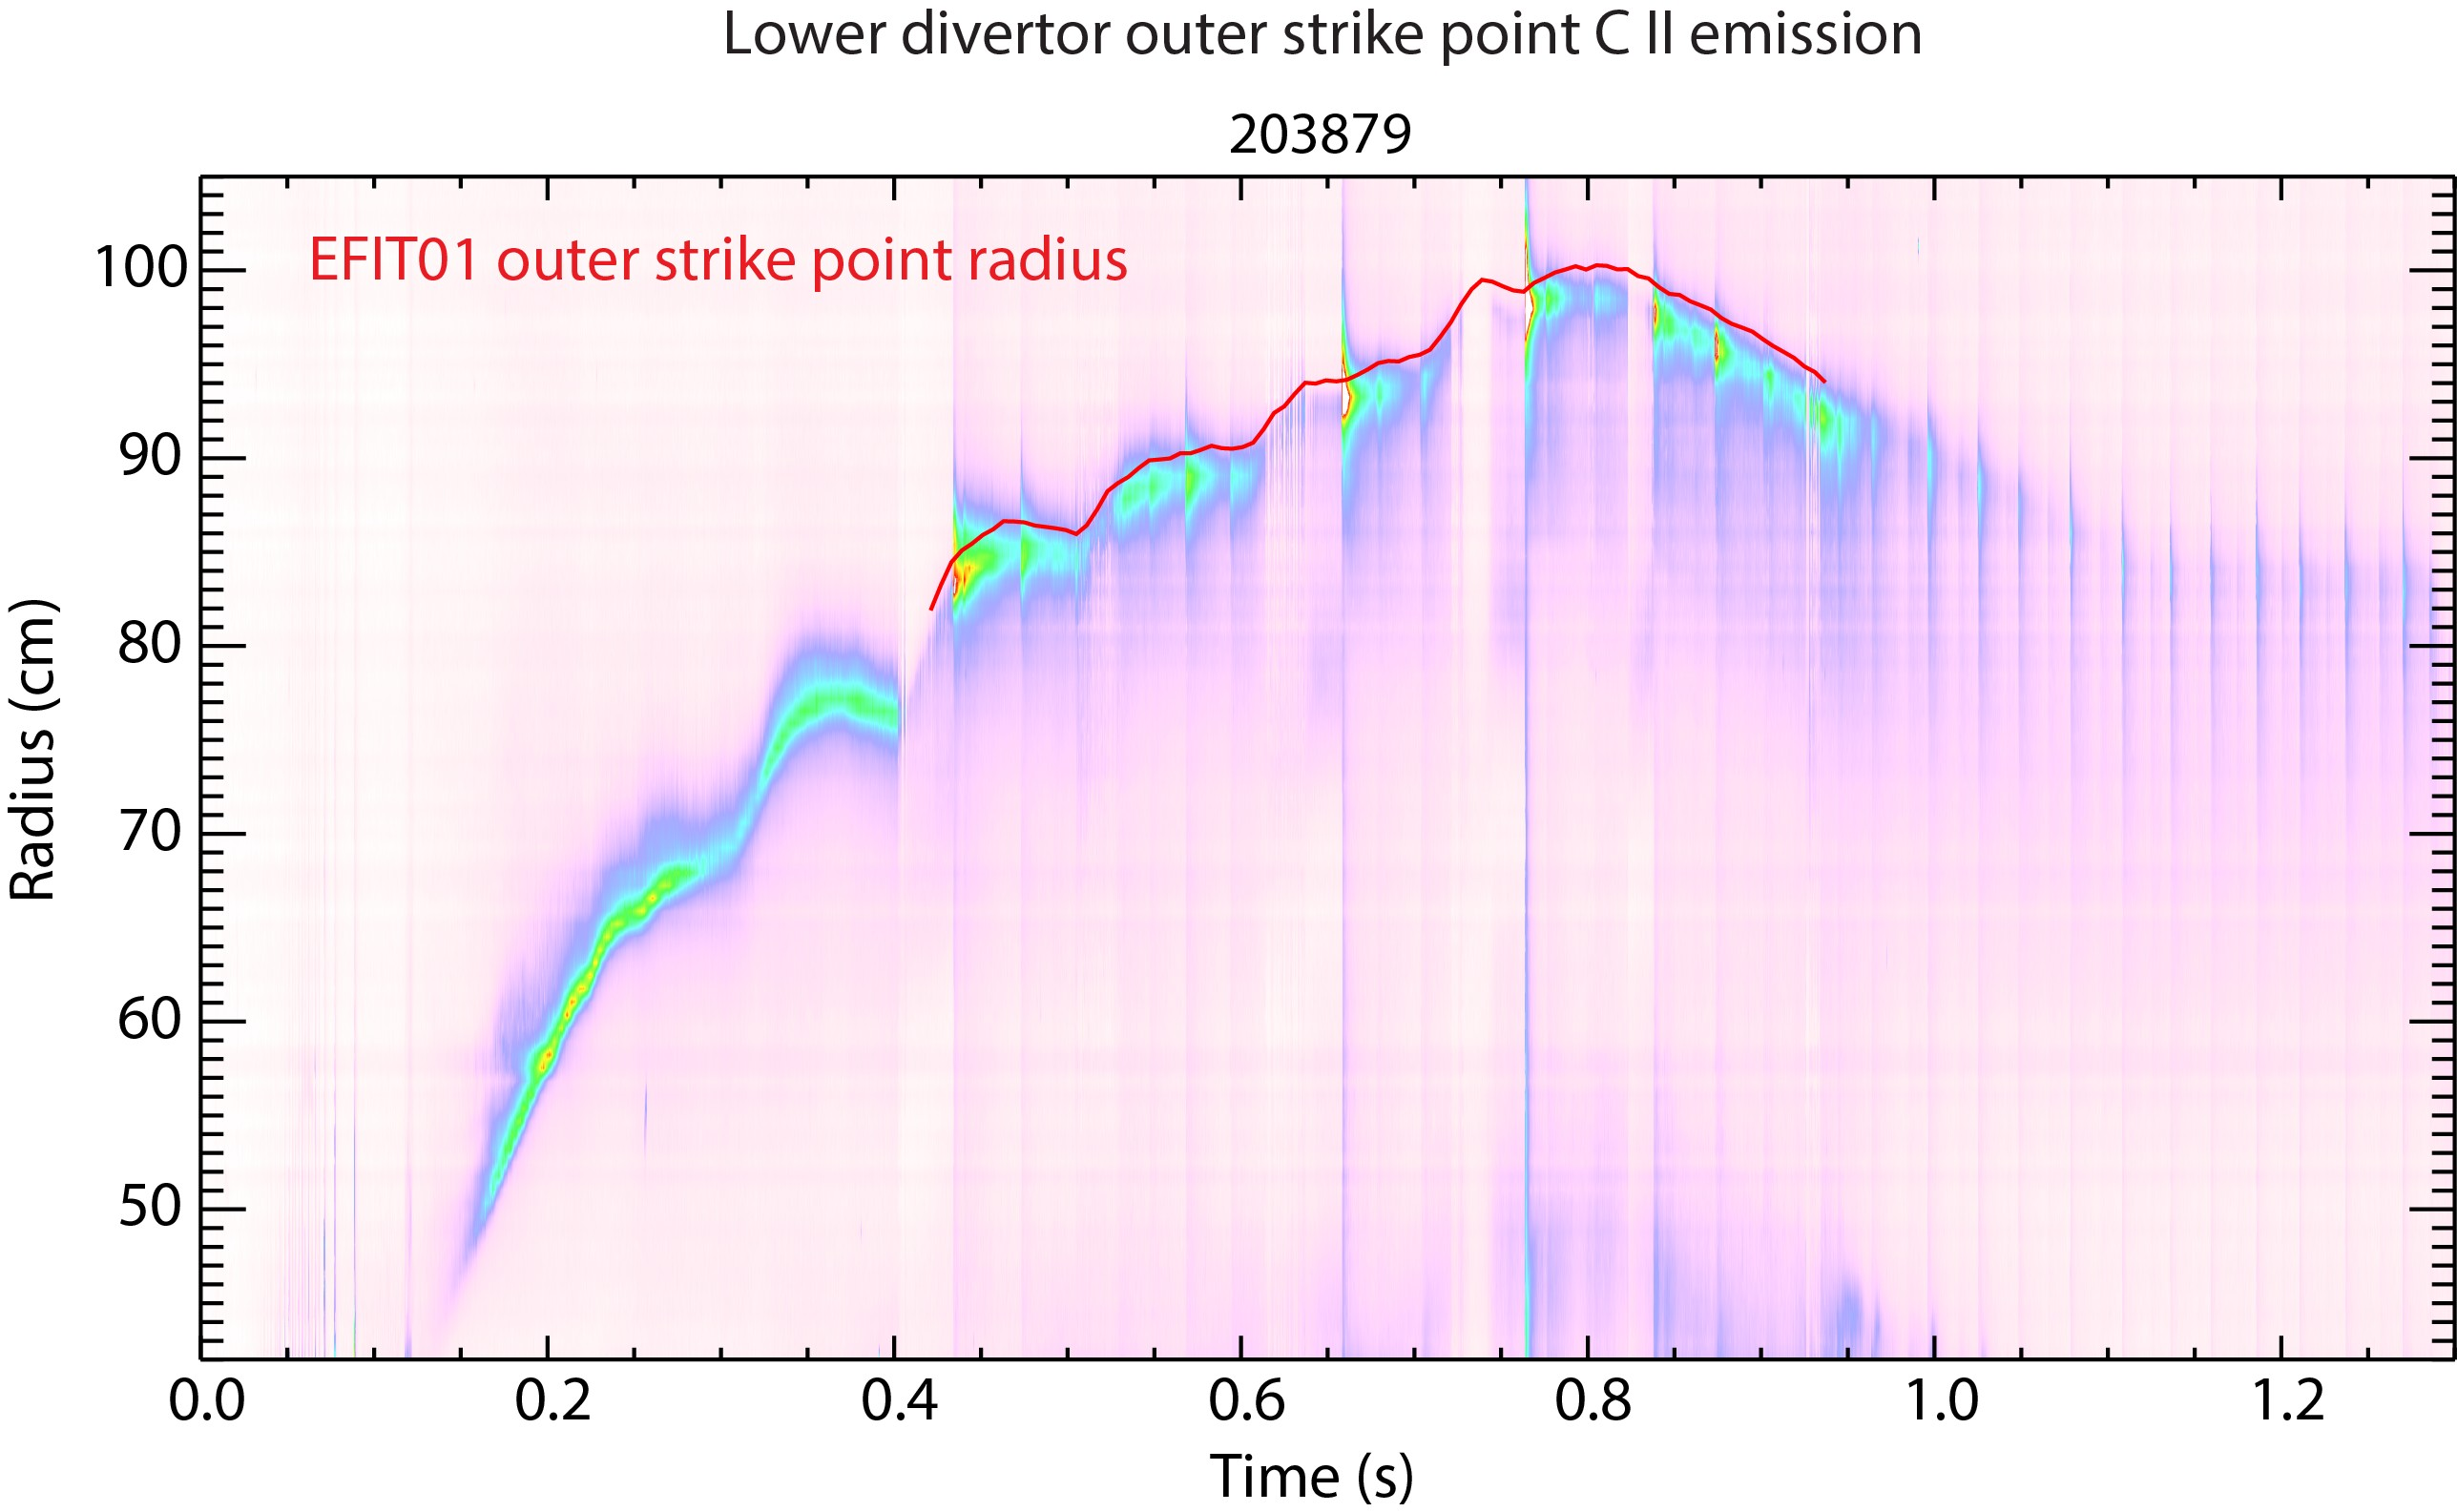 Lower divertor outer strike point C II emission
203879
EFIT01 outer strike point radius
100
90
80
70
60
50
Radius (cm)
0.0 0.2 0.4 0.6 0.8 1.0 1.2
Time (s)